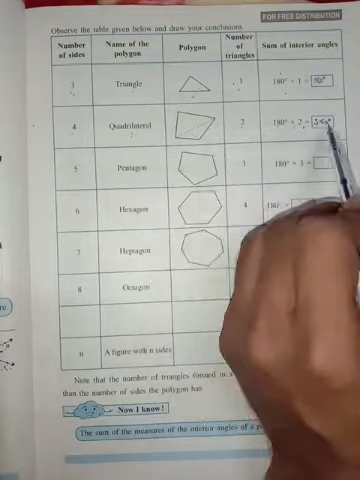 FOR FREE DISTRIBUTION
Observe the table given below and draw your conclusions.
Number of sides Name of the polygon Polygon Number of triangles Sum of interior angles
3 Triangle 1 180° × 1 = 180°
4 Quadrilateral 2 180° × 2 =
5 Pentagon 3 180° × 3 =
6 Hexagon 4 180° ×
7 Heptagon
8 Octagon
n A figure with n sides
Note that the number of triangles formed in a
than the number of sides the polygon has.
Now I know!
The sum of the measures of the interior angles of a